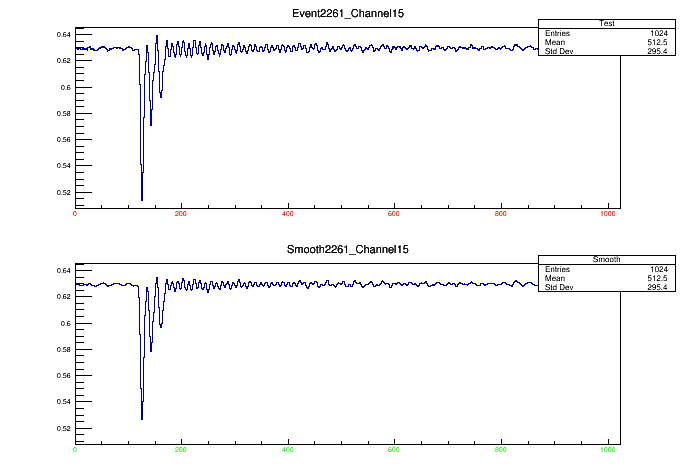 Event2261_Channel15
Test
Entries 1024
Mean 512.5
Std Dev 295.4
0.64
0.62
0.6
0.58
0.56
0.54
0.52
0 200 400 600 800 1000
Smooth2261_Channel15
Smooth
Entries 1024
Mean 512.5
Std Dev 295.4
0.64
0.62
0.6
0.58
0.56
0.54
0.52
0 200 400 600 800 1000